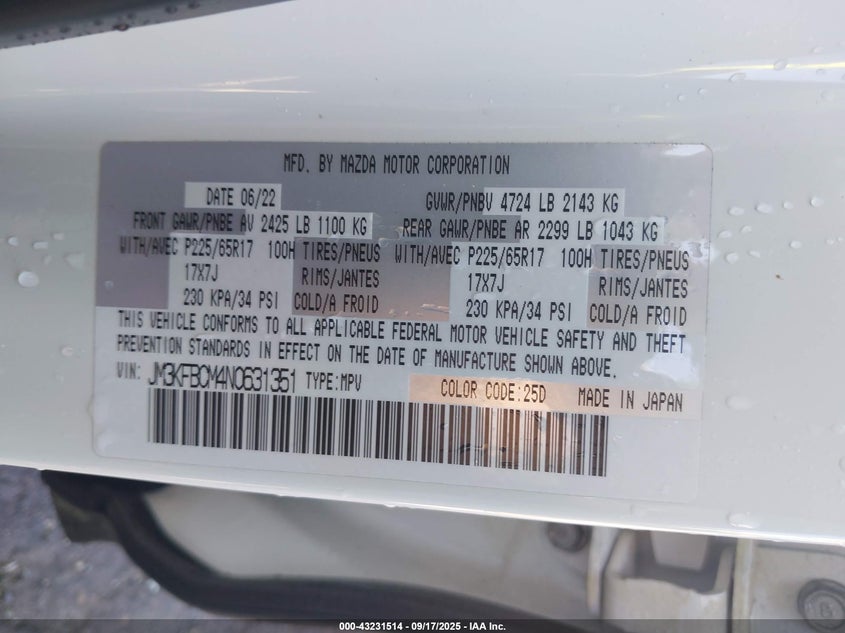 MFD. BY MAZDA MOTOR CORPORATION
DATE 06/22 GVWR/PNBV 4724 LB 2143 KG
FRONT GAWR/PNBE AV 2425 LB 1100 KG REAR GAWR/PNBE AR 2299 LB 1043 KG
WITH/AVEC P225/65R17 100H TIRES/PNEUS WITH/AVEC P225/65R17 100H TIRES/PNEUS
17X7J RIMS/JANTES 17X7J RIMS/JANTES
230 KPA/34 PSI COLD/A FROID 230 KPA/34 PSI COLD/A FROID
THIS VEHICLE CONFORMS TO ALL APPLICABLE FEDERAL MOTOR VEHICLE SAFETY AND THEFT
PREVENTION STANDARDS IN EFFECT ON THE DATE OF MANUFACTURE SHOWN ABOVE.
VIN: JM3KFBCM4N0631351 TYPE:MPV COLOR CODE:25D MADE IN JAPAN
000-43231514 - 09/17/2025 - IAA Inc.